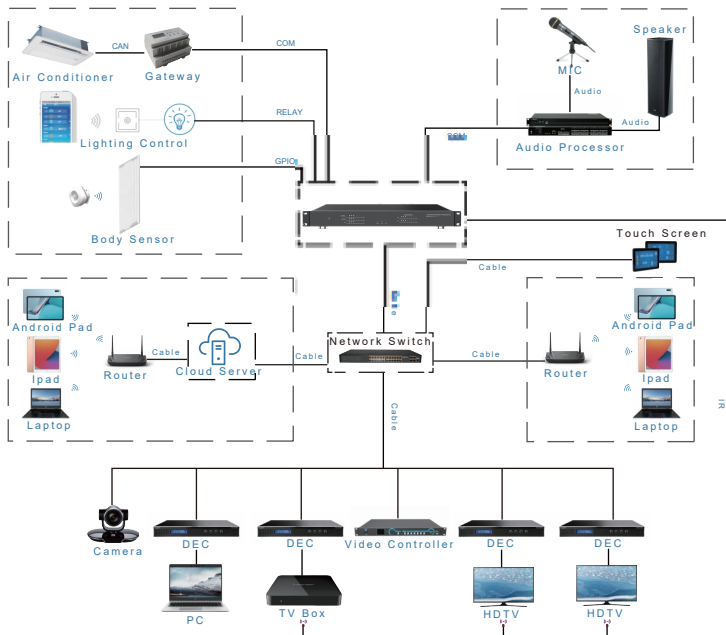 Speaker
CAN
COM
Air Conditioner
Gateway
MIC
Audio
RELAY
Audio
Lighting Control
Audio Processor
GPIO
Body Sensor
Touch Screen
Cable
Android Pad
Android Pad
Network Switch
Cable
Cable
Cable
Router
Cloud Server
Router
Ipad
Ipad
IR
Cable
Laptop
Laptop
Camera
DEC
DEC
Video Controller
DEC
DEC
PC
TV Box
HDTV
HDTV